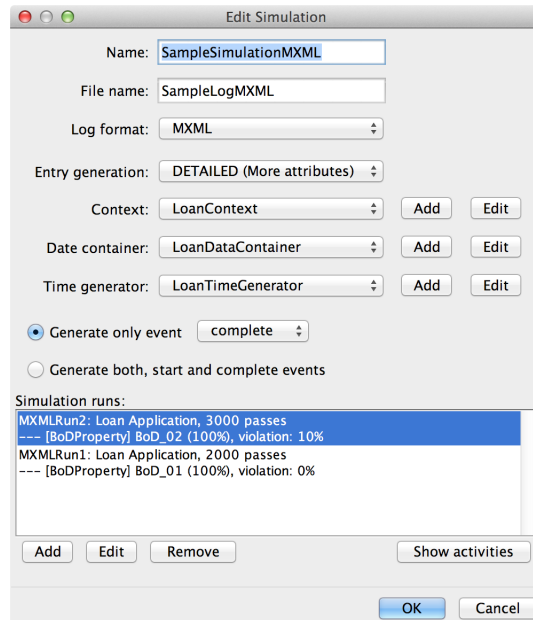 Edit Simulation
Name: SampleSimulationMXML
File name: SampleLogMXML
Log format: MXML
Entry generation: DETAILED (More attributes)
Context: LoanContext Add Edit
Date container: LoanDataContainer Add Edit
Time generator: LoanTimeGenerator Add Edit
Generate only event complete
Generate both, start and complete events
Simulation runs:
MXMLRun2: Loan Application, 3000 passes
--- [BoDProperty] BoD_02 (100%), violation: 10%
MXMLRun1: Loan Application, 2000 passes
--- [BoDProperty] BoD_01 (100%), violation: 0%
Add Edit Remove Show activities
OK Cancel